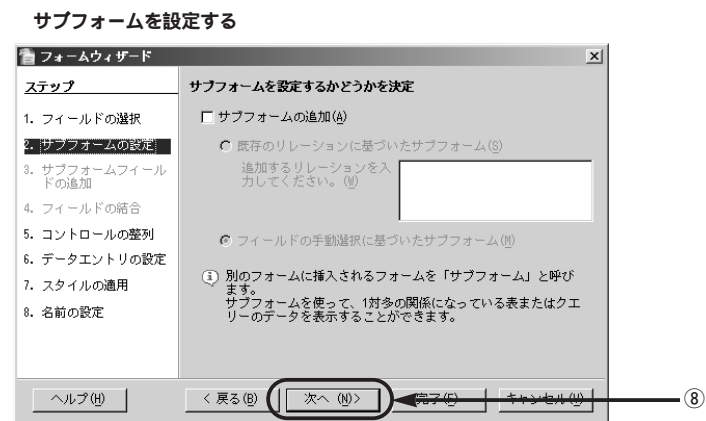 サブフォームを設定する
フォームウィザード
ステップ
1. フィールドの選択
2. サブフォームの設定
3. サブフォームフィール
ドの追加
4. フィールドの結合
5. コントロールの整列
6. データエントリの設定
7. スタイルの適用
8. 名前の設定
サブフォームを設定するかどうかを決定
サブフォームの追加(A)
既存のリレーションに基づいたサブフォーム(S)
追加するリレーションを入
力してください。(W)
フィールドの手動選択に基づいたサブフォーム(M)
別のフォームに挿入されるフォームを「サブフォーム」と呼び
ます。
サブフォームを使って、1対多の関係になっている表またはクエ
リーのデータを表示することができます。
ヘルプ(H)
< 戻る(B)
次へ (N)>
完了(F)
キャンセル(U)
⑧